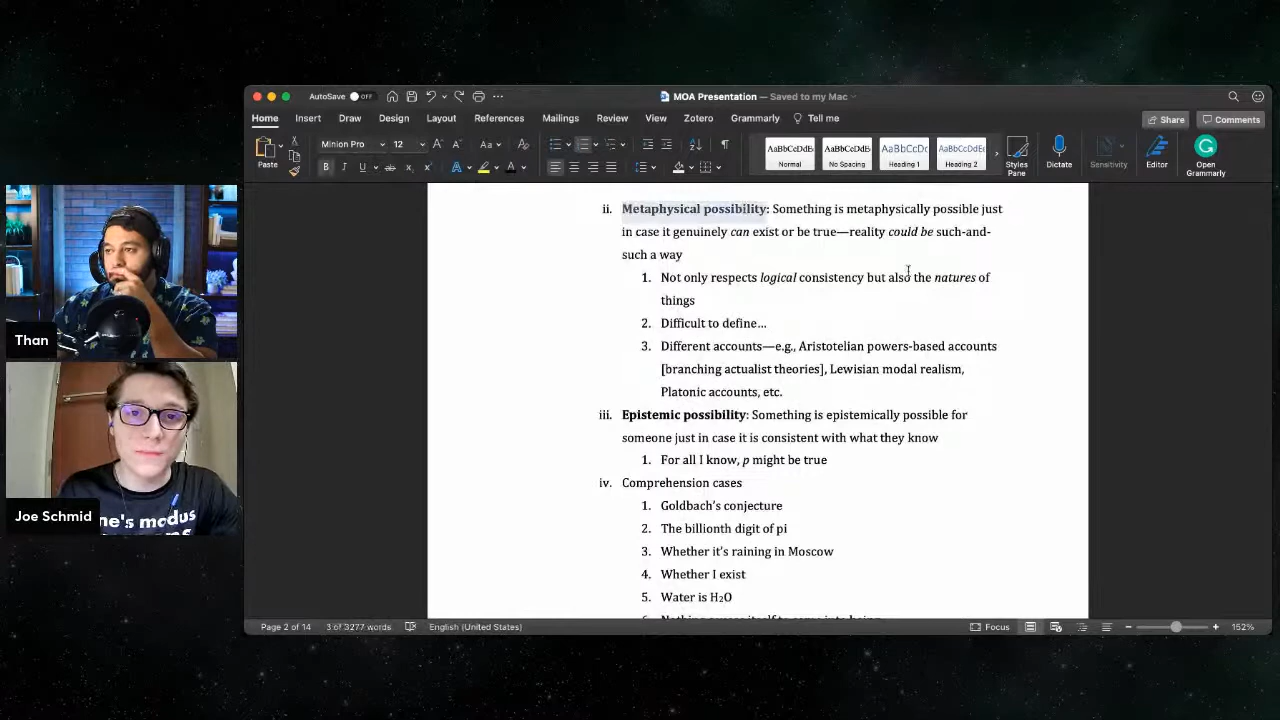 AutoSave OFF
MOA Presentation — Saved to my Mac
Home Insert Draw Design Layout References Mailings Review View Zotero Grammarly Tell me
Share Comments
Paste
Minion Pro 12
Aa
B I U
AaBbCcDdE AaBbCcDdE AaBbCcDc AaBbCcDdEe
Normal No Spacing Heading 1 Heading 2
Styles Pane
Dictate
Sensitivity
Editor
Open Grammarly
ii. Metaphysical possibility: Something is metaphysically possible just
in case it genuinely can exist or be true—reality could be such-and-
such a way
1. Not only respects logical consistency but also the natures of
things
2. Difficult to define…
3. Different accounts—e.g., Aristotelian powers-based accounts
[branching actualist theories], Lewisian modal realism,
Platonic accounts, etc.
iii. Epistemic possibility: Something is epistemically possible for
someone just in case it is consistent with what they know
1. For all I know, p might be true
iv. Comprehension cases
1. Goldbach's conjecture
2. The billionth digit of pi
3. Whether it's raining in Moscow
4. Whether I exist
5. Water is H₂O
Page 2 of 14 3 of 3277 words English (United States)
Focus
152%
Than
Joe Schmid
ne's modus